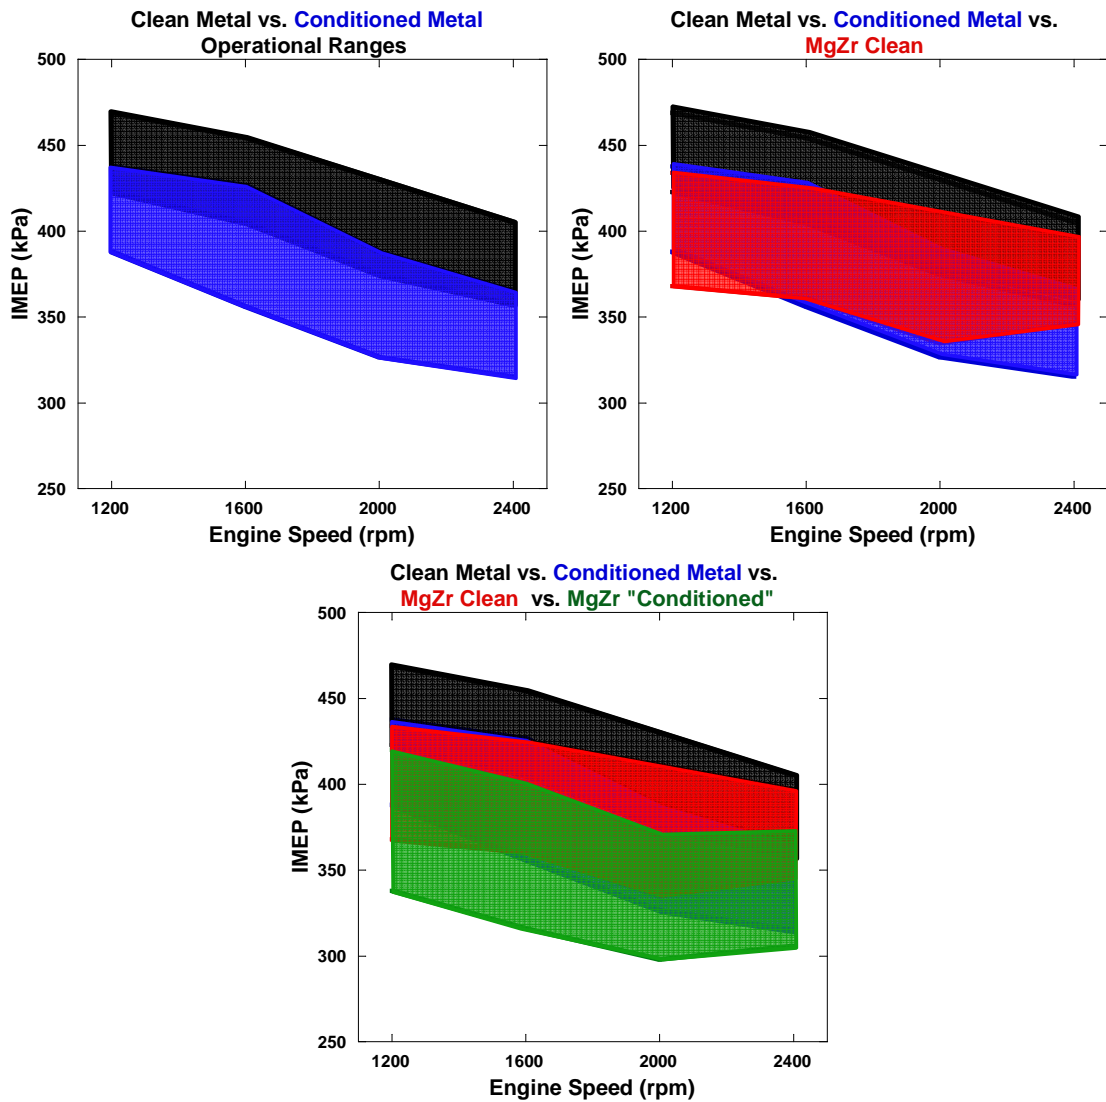 Clean Metal vs. Conditioned Metal
Operational Ranges
500
450
400
350
300
250
IMEP (kPa)
1200 1600 2000 2400
Engine Speed (rpm)
Clean Metal vs. Conditioned Metal vs.
MgZr Clean
500
450
400
350
300
250
IMEP (kPa)
1200 1600 2000 2400
Engine Speed (rpm)
Clean Metal vs. Conditioned Metal vs.
MgZr Clean vs. MgZr "Conditioned"
500
450
400
350
300
250
IMEP (kPa)
1200 1600 2000 2400
Engine Speed (rpm)